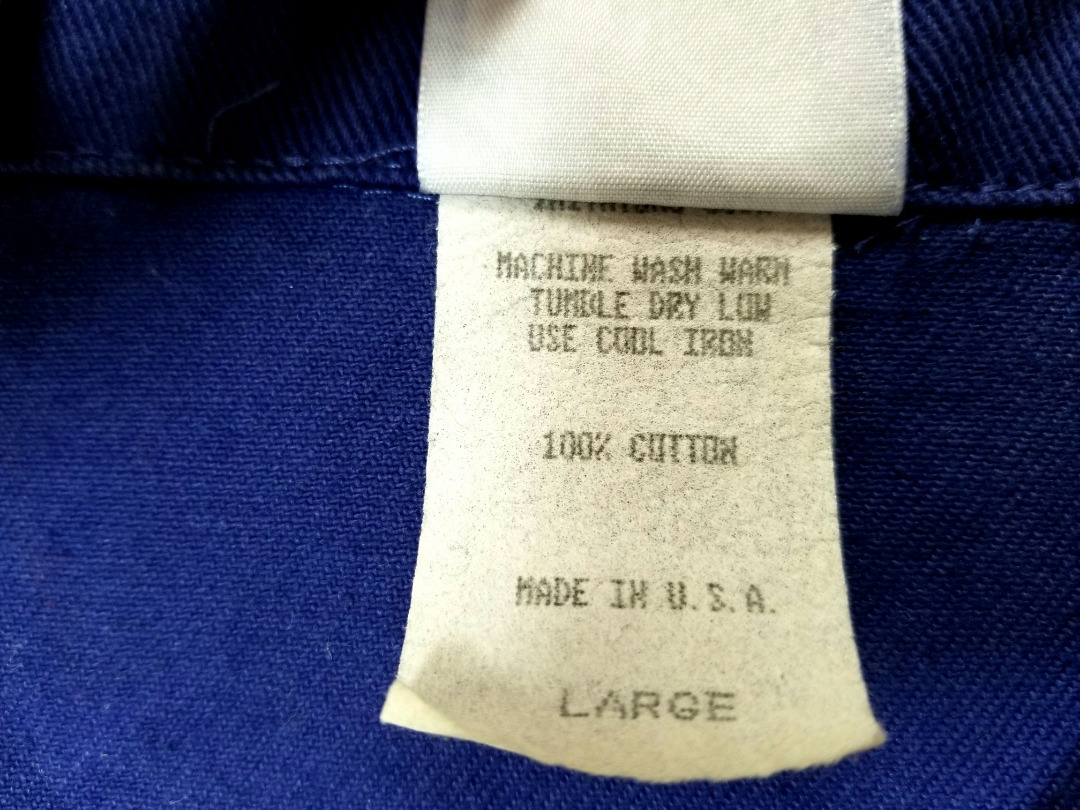 MACHINE WASH WARM
TUMBLE DRY LOW
USE COOL IRON
100% COTTON
MADE IN U.S.A.
LARGE